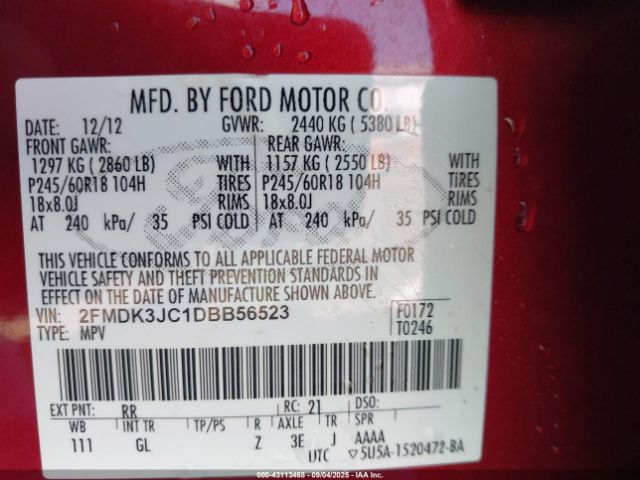 MFD. BY FORD MOTOR CO.
DATE: 12/12 GVWR: 2440 KG ( 5380 LB)
FRONT GAWR: REAR GAWR:
1297 KG ( 2860 LB) WITH 1157 KG ( 2550 LB) WITH
P245/60R18 104H TIRES P245/60R18 104H TIRES
18x8.0J RIMS 18x8.0J RIMS
AT 240 kPa/ 35 PSI COLD AT 240 kPa/ 35 PSI COLD
THIS VEHICLE CONFORMS TO ALL APPLICABLE FEDERAL MOTOR
VEHICLE SAFETY AND THEFT PREVENTION STANDARDS IN
EFFECT ON THE DATE OF MANUFACTURE SHOWN ABOVE.
VIN: 2FMDK3JC1DBB56523 F0172
TYPE: MPV T0246
EXT PNT: RR RC: 21 DSO:
WB INT TR TP/PS R AXLE TR SPR
111 GL Z 3E J AAAA
UTC ▽5U5A-1520472-BA
IAA STOCK #: 43113468 09/04/2025 - IAA Inc.